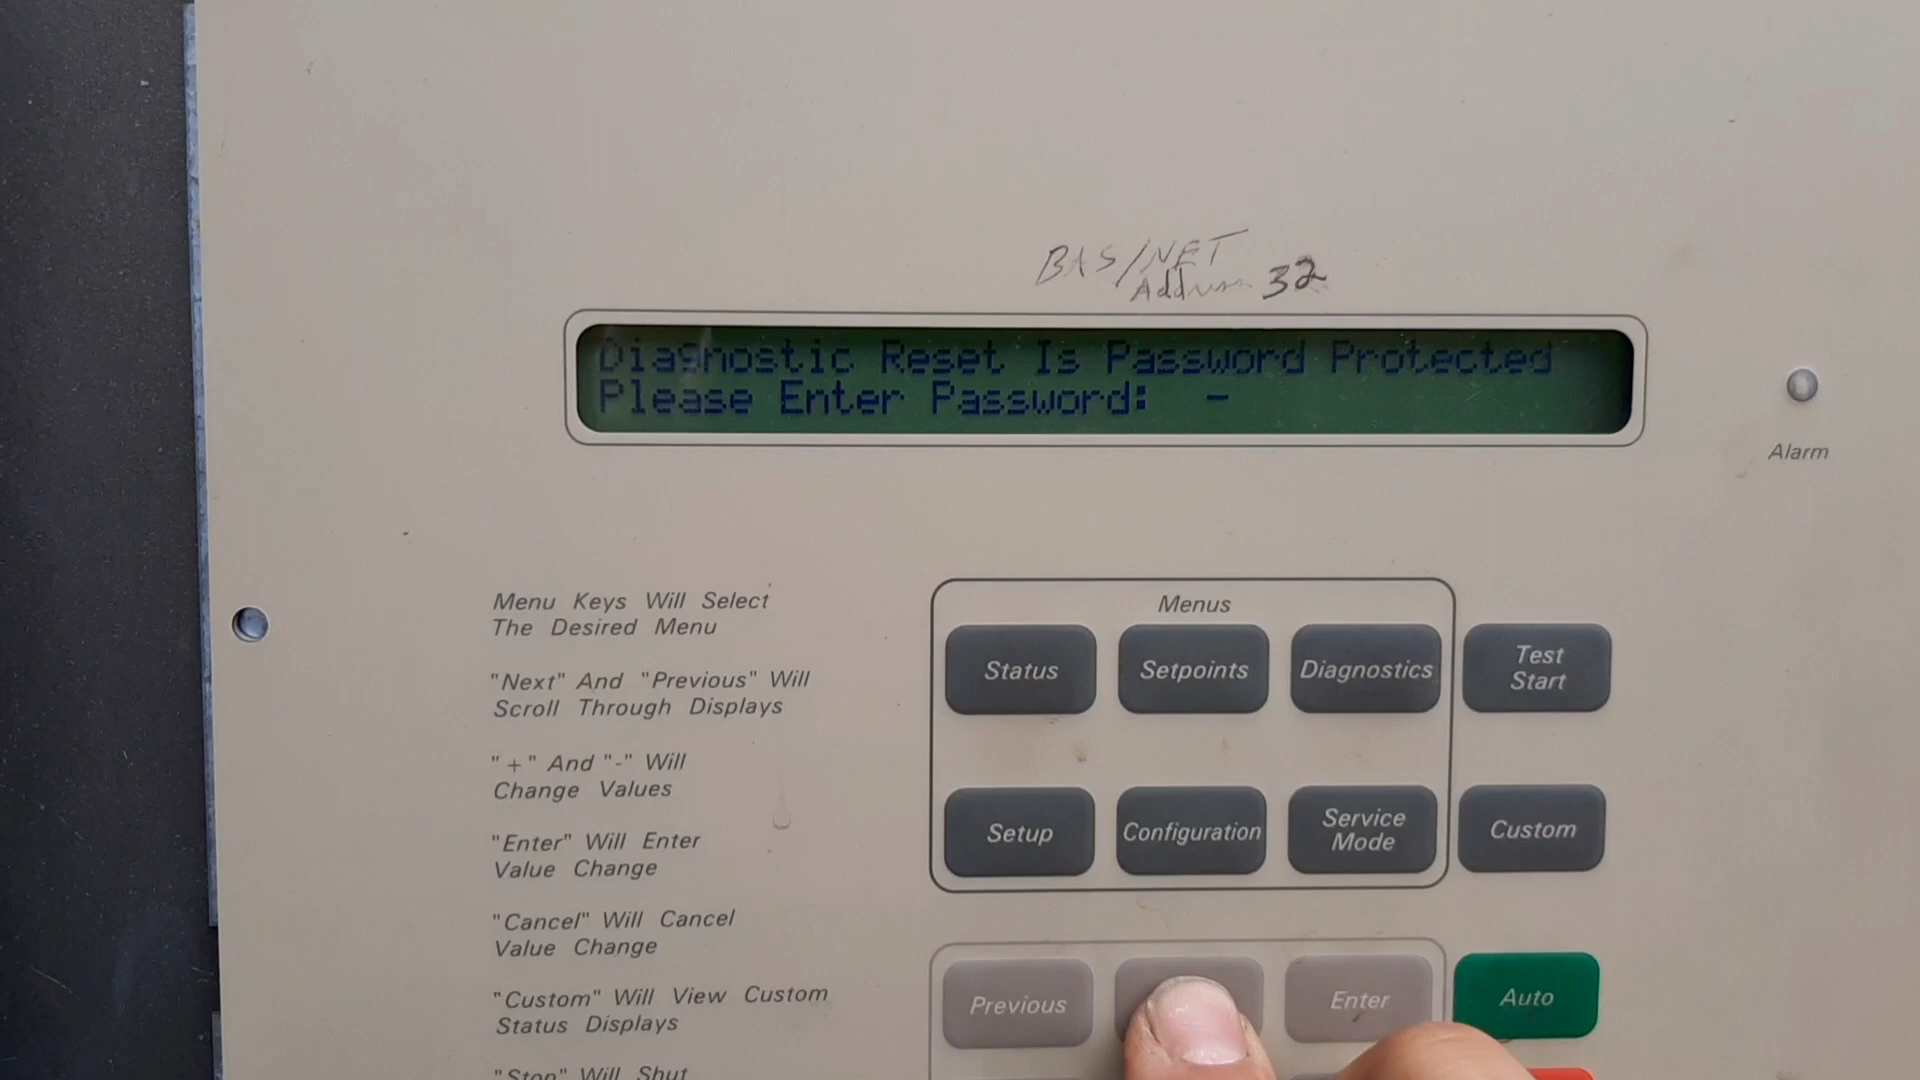 BAS/NET
Address 32
Diagnostic Reset Is Password Protected
Please Enter Password: -
Alarm
Menu Keys Will Select
The Desired Menu
"Next" And "Previous" Will
Scroll Through Displays
"+" And "-" Will
Change Values
"Enter" Will Enter
Value Change
"Cancel" Will Cancel
Value Change
"Custom" Will View Custom
Status Displays
"Stop" Will Shut
Menus
Status
Setpoints
Diagnostics
Test
Start
Setup
Configuration
Service
Mode
Custom
Previous
Enter
Auto